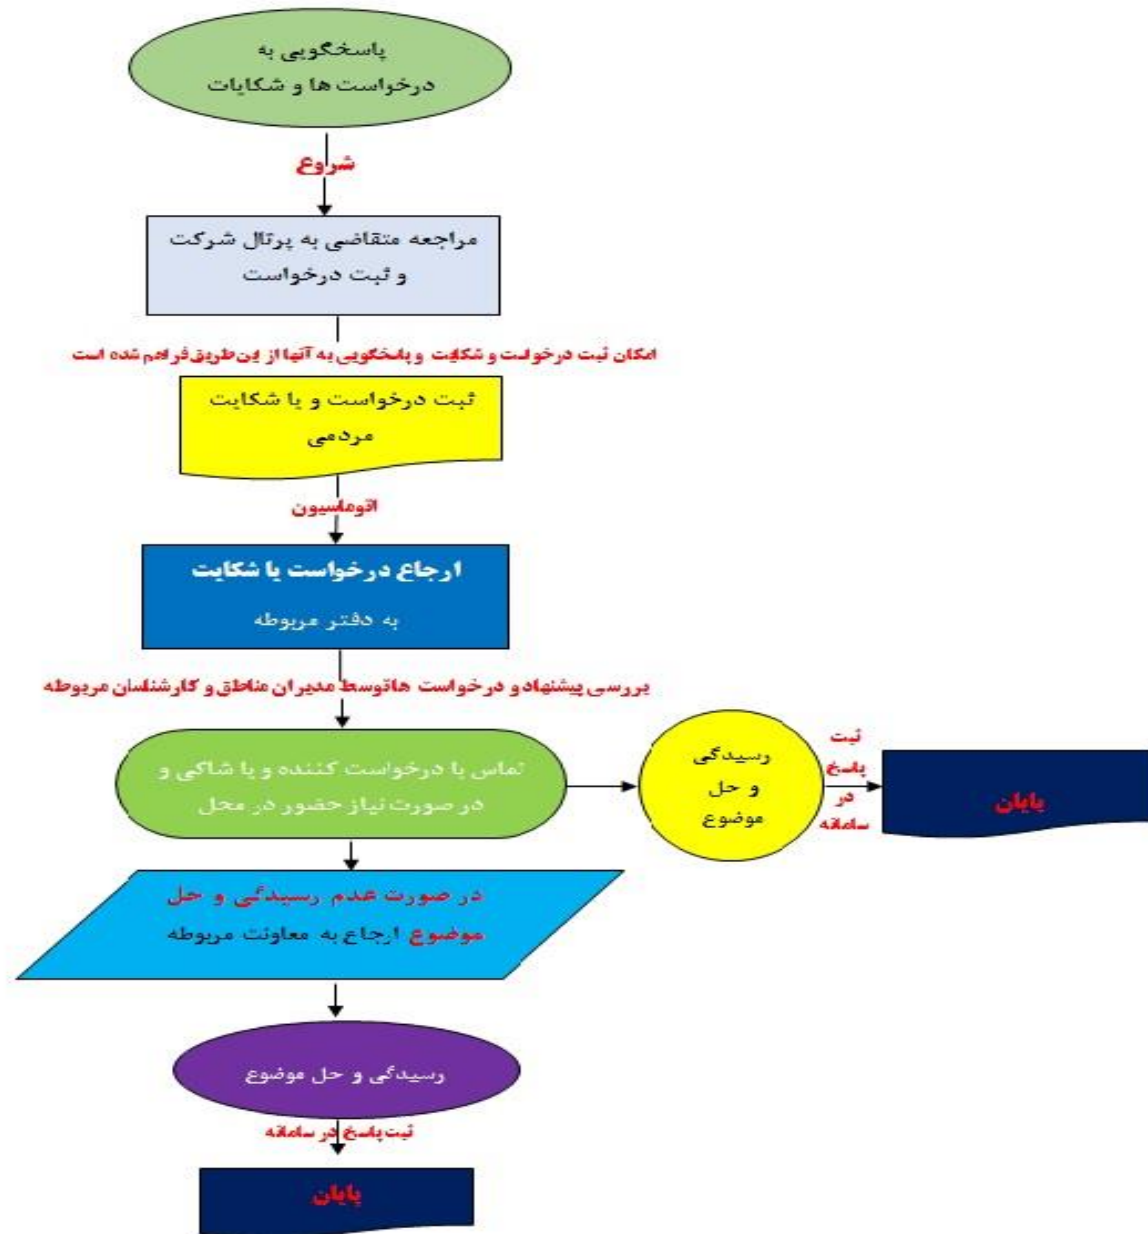 پاسخگویی به
درخواست ها و شکایات
شروع
مراجعه متقاضی به پرتال شرکت
و ثبت درخواست
امکان ثبت درخواست و شکایت و پاسخگویی به آنها از این طریق فراهم شده است
ثبت درخواست و یا شکایت
مردمی
اتوماسیون
ارجاع درخواست یا شکایت
به دفتر مربوطه
بررسی پیشنهاد و درخواست ها توسط مدیران مناطق و کارشناسان مربوطه
تماس با درخواست کننده و یا شاکی و
در صورت نیاز حضور در محل
رسیدگی
و حل
موضوع
ثبت
پاسخ
در
سامانه
پایان
در صورت عدم رسیدگی و حل
موضوع ارجاع به معاونت مربوطه
رسیدگی و حل موضوع
ثبت پاسخ در سامانه
پایان